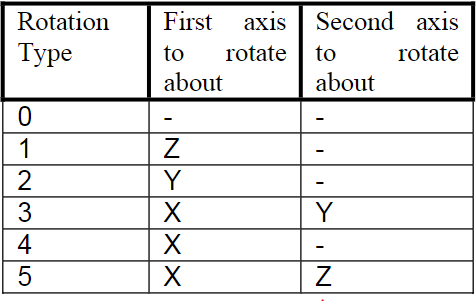 Rotation Type First axis to rotate about Second axis to rotate about
0 - -
1 Z -
2 Y -
3 X Y
4 X -
5 X Z